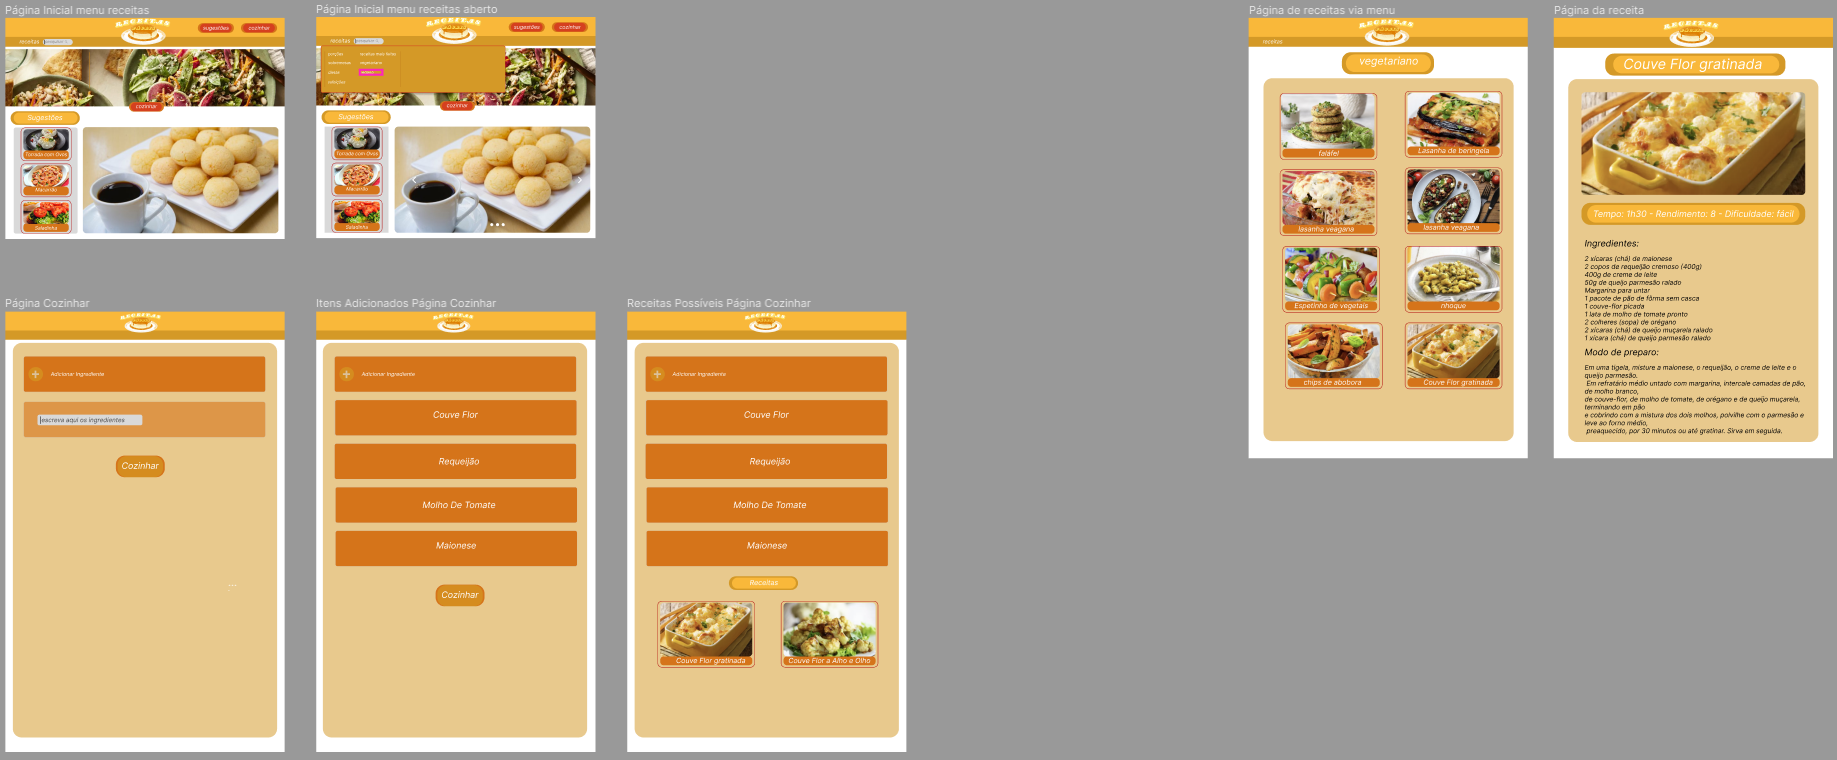 Página Inicial menu receitas
RECEITAS
sugestões
cozinhar
receitas
cozinhar
Sugestões
Torrada com Ovos
Macarrão
Saladinha
Página Inicial menu receitas aberto
RECEITAS
sugestões
cozinhar
receitas
receitas mais feitas
vegetariano
cozinhar
Sugestões
Torrada com Ovos
Macarrão
Saladinha
Página de receitas via menu
RECEITAS
receitas
vegetariano
falafel
Lasanha de beringela
lasanha veagana
lasanha veagana
Espetinho de vegetais
nhoque
chips de abobora
Couve Flor gratinada
Página da receita
RECEITAS
Couve Flor gratinada
Tempo: 1h30 - Rendimento: 8 - Dificuldade: fácil
Ingredientes:
2 xícaras (chá) de maionese
2 copos de requeijão cremoso (400g)
400g de creme de leite
50g de queijo parmesão ralado
Margarina para untar
1 pacote de pão de fôrma sem casca
1 couve-flor picada
1 lata de molho de tomate pronto
2 colheres (sopa) de orégano
2 xícaras (chá) de queijo muçarela ralado
1 xícara (chá) de queijo parmesão ralado
Modo de preparo:
Em uma tigela, misture a maionese, o requeijão, o creme de leite e o
queijo parmesão.
Em refratário médio untado com margarina, intercale camadas de pão,
de molho branco,
de couve-flor, de molho de tomate, de orégano e de queijo muçarela,
terminando em pão
e cobrindo com a mistura dos dois molhos, polvilhe com o parmesão e
leve ao forno médio,
preaquecido, por 30 minutos ou até gratinar. Sirva em seguida.
Página Cozinhar
RECEITAS
Adicionar Ingrediente
escreva aqui os ingredientes
Cozinhar
Itens Adicionados Página Cozinhar
RECEITAS
Adicionar Ingrediente
Couve Flor
Requeijão
Molho De Tomate
Maionese
Cozinhar
Receitas Possíveis Página Cozinhar
RECEITAS
Adicionar Ingrediente
Couve Flor
Requeijão
Molho De Tomate
Maionese
Receitas
Couve Flor gratinada
Couve Flor a Alho e Olho